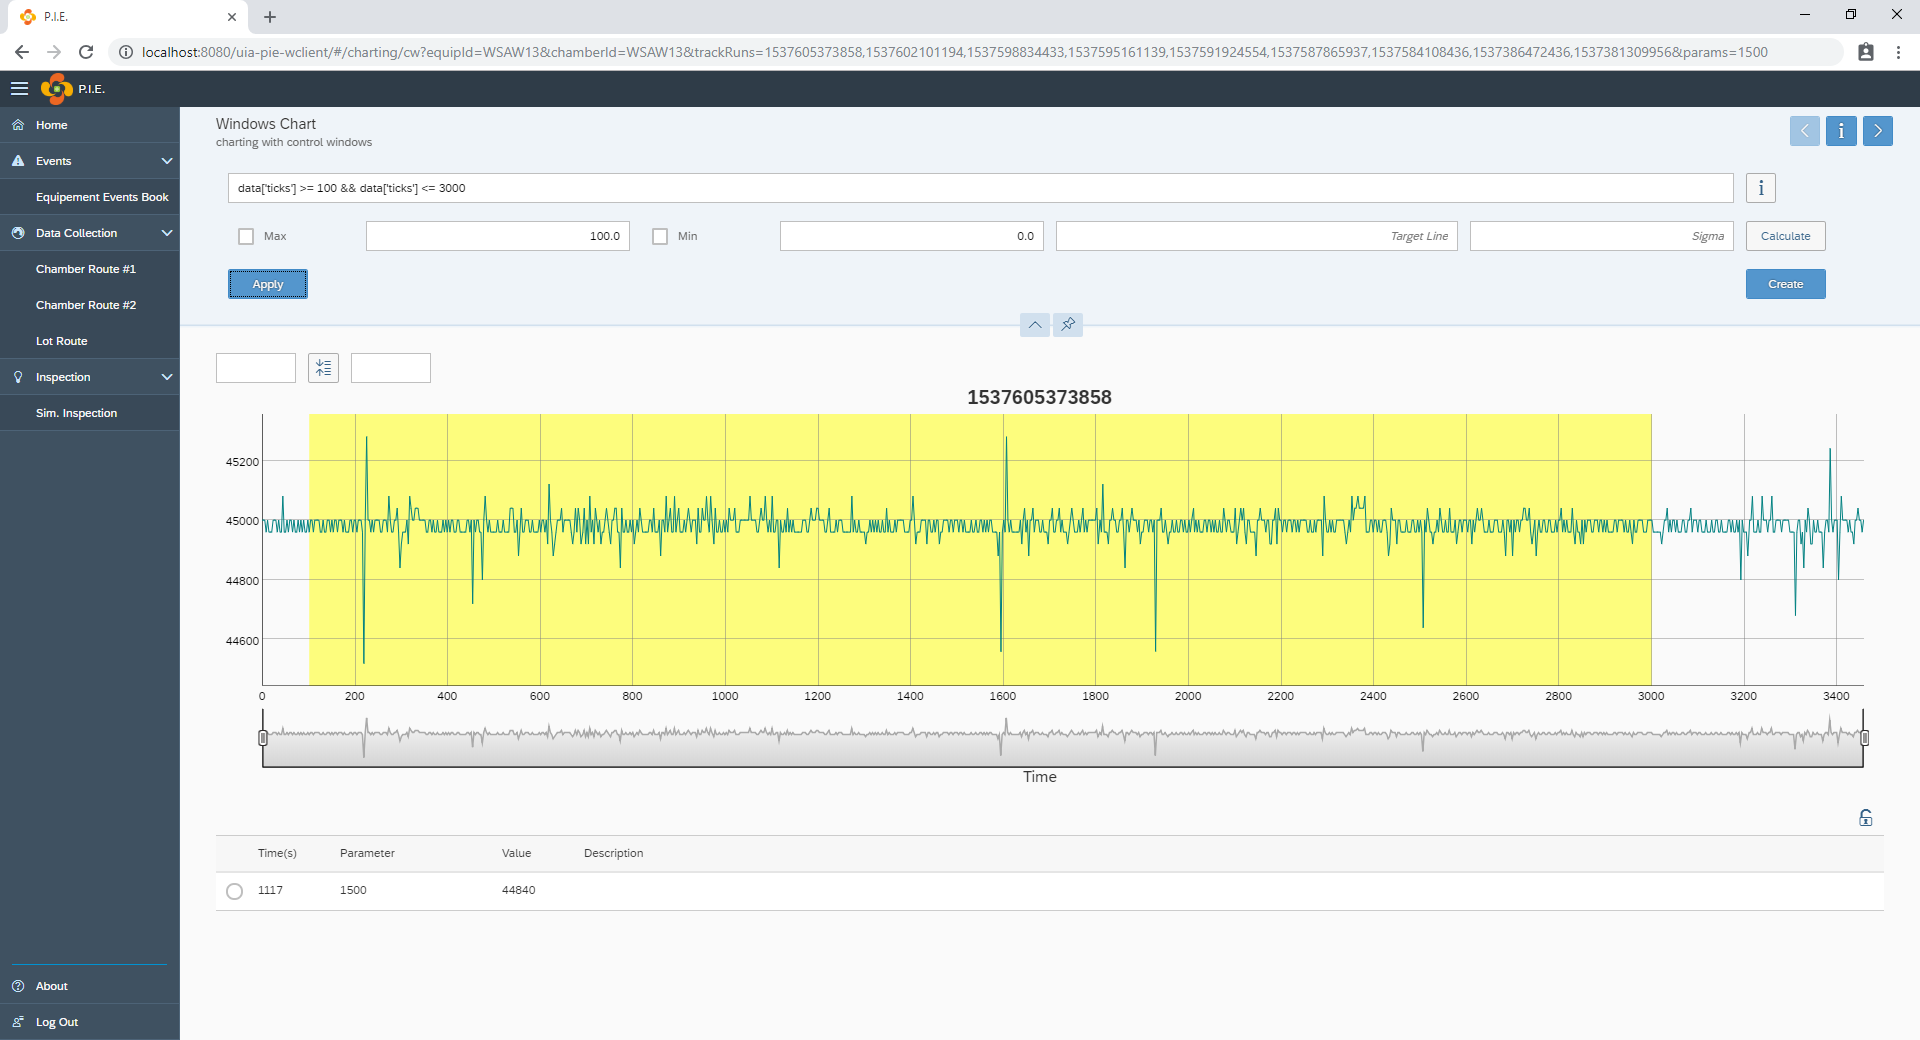 P.I.E.
localhost:8080/uia-pie-wclient/#/charting/cw?equipId=WSAW13&chamberId=WSAW13&trackRuns=1537605373858,1537602101194,1537598834433,1537595161139,1537591924554,1537587865937,1537584108436,1537386472436,1537381309956&params=1500
P.I.E.
Home
Events
Equipement Events Book
Data Collection
Chamber Route #1
Chamber Route #2
Lot Route
Inspection
Sim. Inspection
About
Log Out
Windows Chart
charting with control windows
data['ticks'] >= 100 && data['ticks'] <= 3000
Max 100.0 Min 0.0 Target Line Sigma Calculate
Apply Create
1537605373858
45200
45000
44800
44600
0 200 400 600 800 1000 1200 1400 1600 1800 2000 2200 2400 2600 2800 3000 3200 3400
Time
Time(s) Parameter Value Description
1117 1500 44840